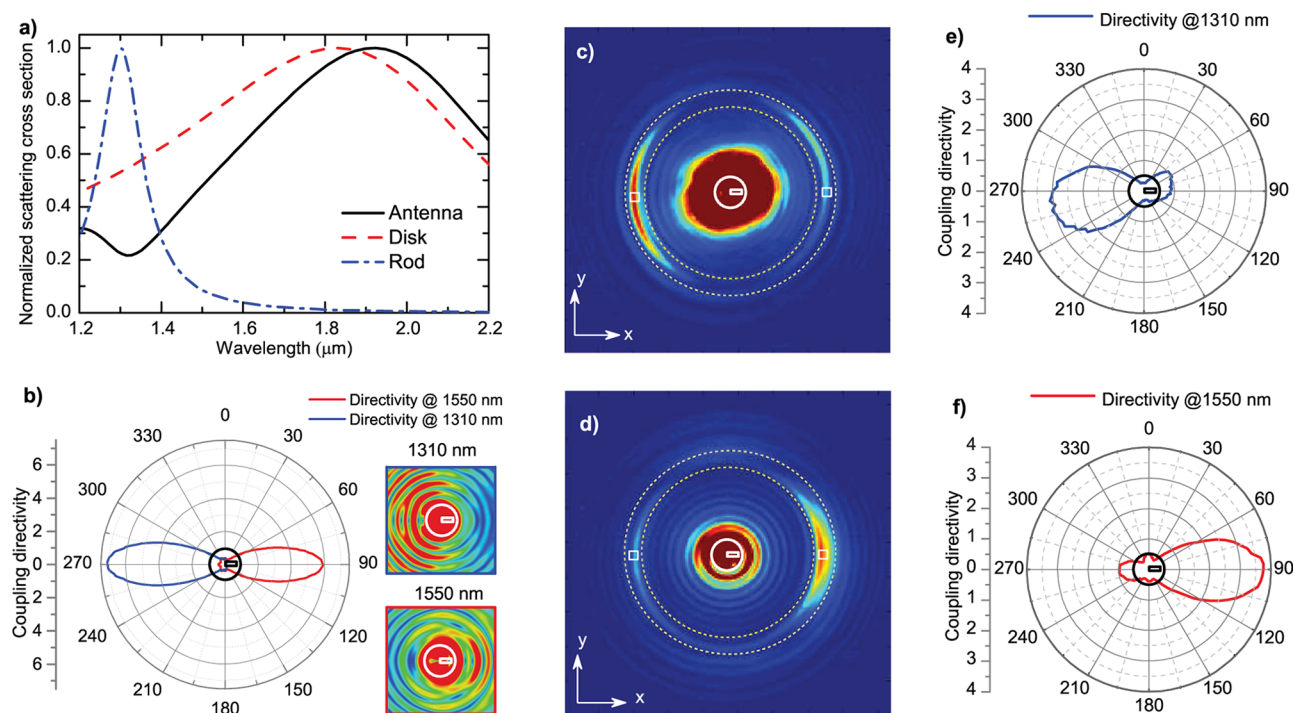 a)
Normalized scattering cross section
1.0
0.8
0.6
0.4
0.2
0.0
Antenna
Disk
Rod
1.2 1.4 1.6 1.8 2.0 2.2
Wavelength (μm)
b)
Directivity @ 1550 nm
Directivity @ 1310 nm
Coupling directivity
6
4
2
0
2
4
6
0
30
60
90
120
150
180
210
240
270
300
330
1310 nm
1550 nm
c)
y
x
d)
y
x
e)
Directivity @1310 nm
Coupling directivity
4
3
2
1
0
1
2
3
4
0
30
60
90
120
150
180
210
240
270
300
330
f)
Directivity @1550 nm
Coupling directivity
4
3
2
1
0
1
2
3
4
0
30
60
90
120
150
180
210
240
270
300
330